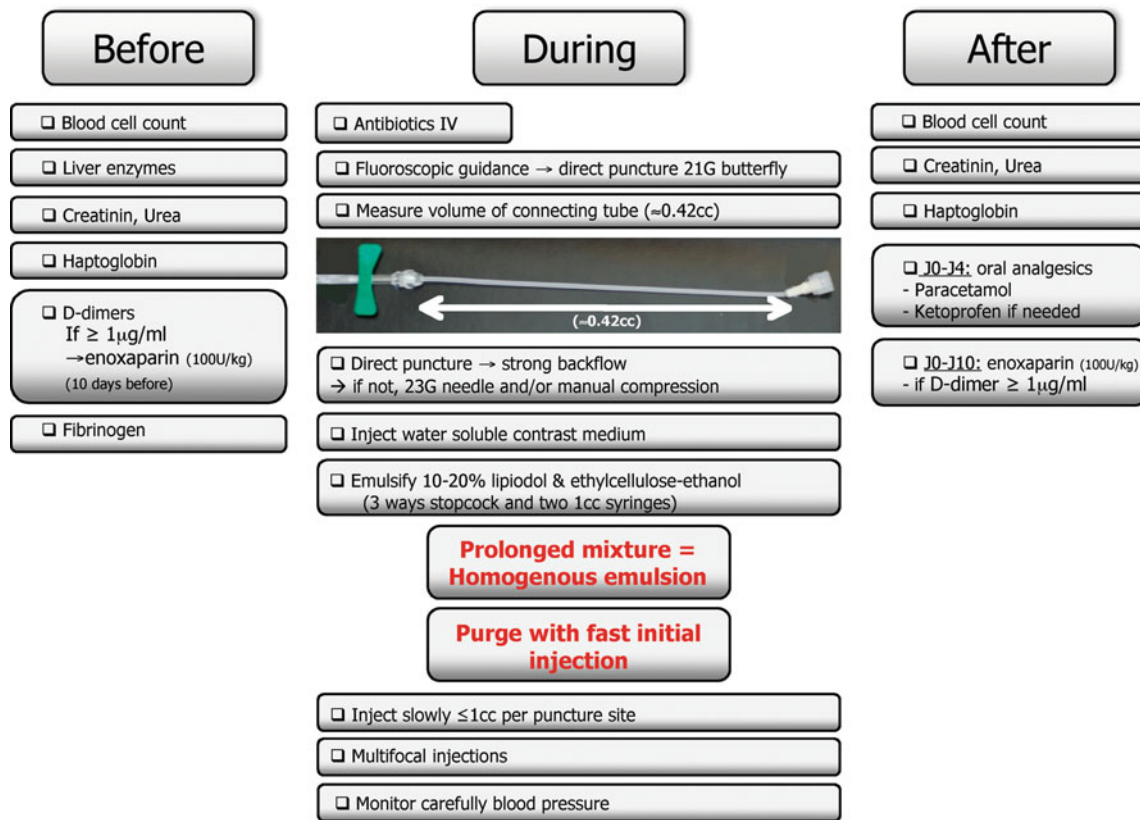 Before
❑ Blood cell count
❑ Liver enzymes
❑ Creatinin, Urea
❑ Haptoglobin
❑ D-dimers
If ≥ 1µg/ml
→enoxaparin (100U/kg)
(10 days before)
❑ Fibrinogen
During
❑ Antibiotics IV
❑ Fluoroscopic guidance → direct puncture 21G butterfly
❑ Measure volume of connecting tube (≈0.42cc)
(≈0.42cc)
❑ Direct puncture → strong backflow
→ if not, 23G needle and/or manual compression
❑ Inject water soluble contrast medium
❑ Emulsify 10-20% lipiodol & ethylcellulose-ethanol
(3 ways stopcock and two 1cc syringes)
Prolonged mixture =
Homogenous emulsion
Purge with fast initial
injection
❑ Inject slowly ≤1cc per puncture site
❑ Multifocal injections
❑ Monitor carefully blood pressure
After
❑ Blood cell count
❑ Creatinin, Urea
❑ Haptoglobin
❑ J0-J4: oral analgesics
- Paracetamol
- Ketoprofen if needed
❑ J0-J10: enoxaparin (100U/kg)
- if D-dimer ≥ 1µg/ml